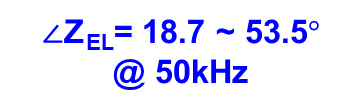 ∠Z_EL= 18.7 ~ 53.5°
@ 50kHz